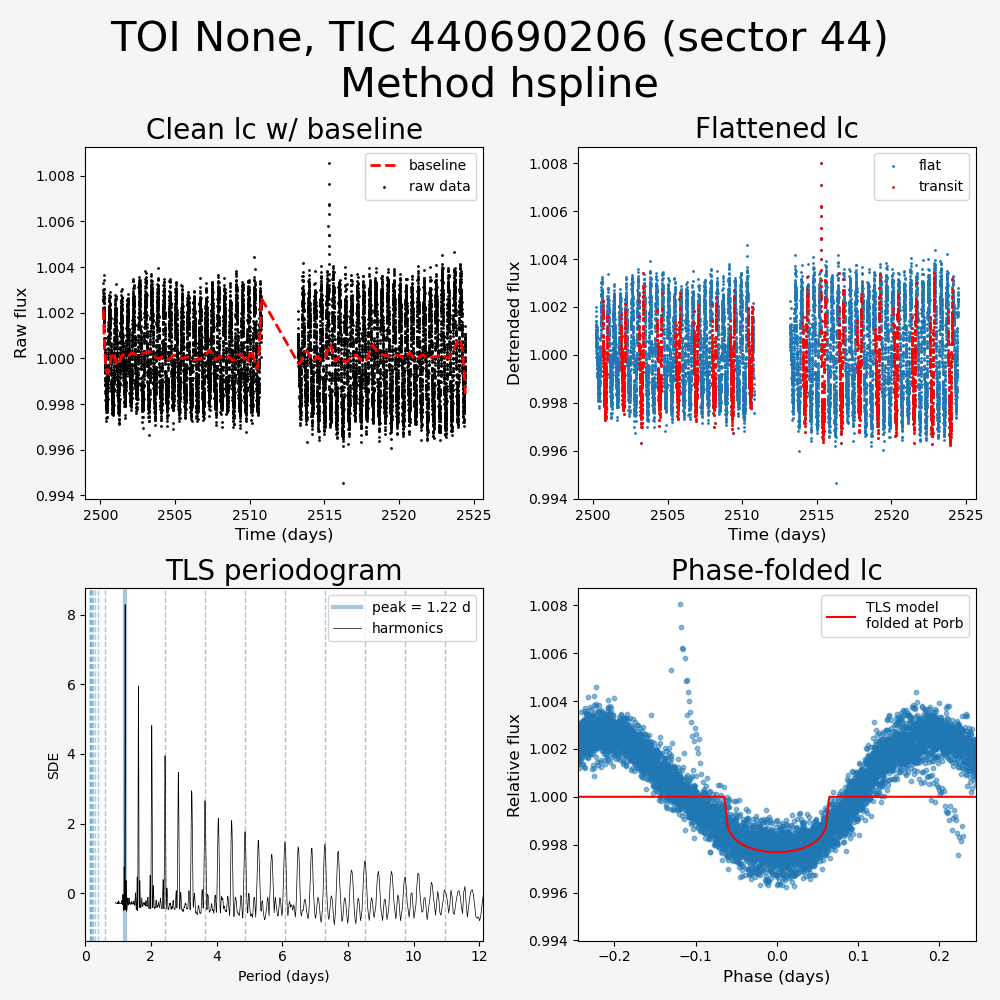 TOI None, TIC 440690206 (sector 44)
Method hspline
Clean lc w/ baseline
Flattened lc
baseline
raw data
flat
transit
Raw flux
1.008
1.006
1.004
1.002
1.000
0.998
0.996
0.994
2500
2505
2510
2515
2520
2525
Time (days)
Detrended flux
1.008
1.006
1.004
1.002
1.000
0.998
0.996
0.994
2500
2505
2510
2515
2520
2525
Time (days)
TLS periodogram
Phase-folded lc
peak = 1.22 d
harmonics
TLS model
folded at Porb
SDE
8
6
4
2
0
0
2
4
6
8
10
12
Period (days)
Relative flux
1.008
1.006
1.004
1.002
1.000
0.998
0.996
0.994
−0.2
−0.1
0.0
0.1
0.2
Phase (days)